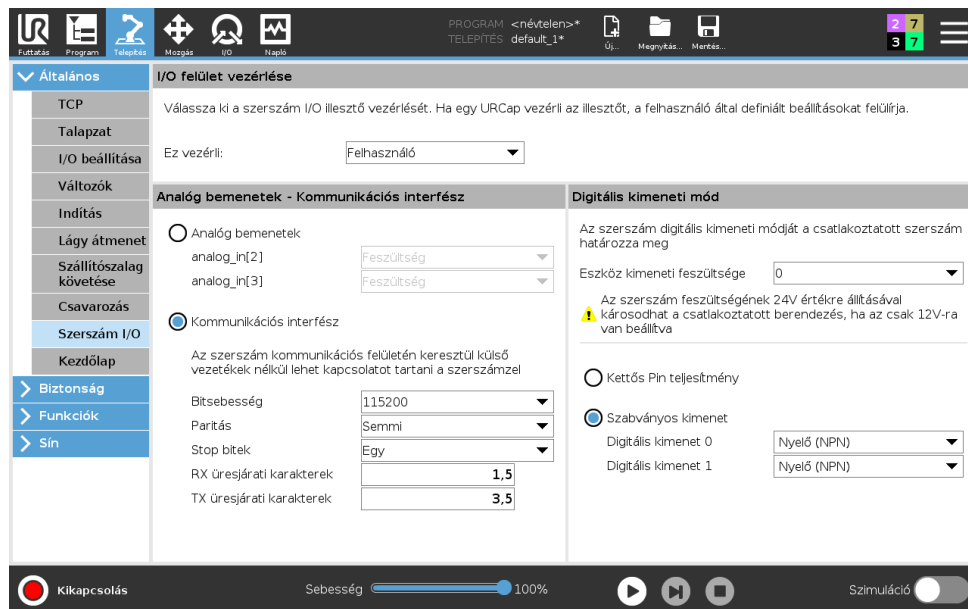 PROGRAM <névtelen>*
TELEPÍTÉS default_1*
Futtatás Program Telepítés Mozgás I/O Napló Új... Megnyitás... Mentés...
2 7
3 7
Általános
TCP
Talapzat
I/O beállítása
Változók
Indítás
Lágy átmenet
Szállítószalag
követése
Csavarozás
Szerszám I/O
Kezdőlap
Biztonság
Funkciók
Sín
I/O felület vezérlése
Válassza ki a szerszám I/O illesztő vezérlését. Ha egy URCap vezérli az illesztőt, a felhasználó által definiált beállításokat felülírja.
Ez vezérli: Felhasználó
Analóg bemenetek - Kommunikációs interfész
Analóg bemenetek
analog_in[2] Feszültség
analog_in[3] Feszültség
Kommunikációs interfész
Az szerszám kommunikációs felületén keresztül külső
vezetékek nélkül lehet kapcsolatot tartani a szerszámzel
Bitsebesség 115200
Paritás Semmi
Stop bitek Egy
RX üresjárati karakterek 1,5
TX üresjárati karakterek 3,5
Digitális kimeneti mód
Az szerszám digitális kimeneti módját a csatlakoztatott szerszám
határozza meg
Eszköz kimeneti feszültsége 0
Az szerszám feszültségének 24V értékre állításával
károsodhat a csatlakoztatott berendezés, ha az csak 12V-ra
van beállítva
Kettős Pin teljesítmény
Szabványos kimenet
Digitális kimenet 0 Nyelő (NPN)
Digitális kimenet 1 Nyelő (NPN)
Kikapcsolás Sebesség 100% Szimuláció